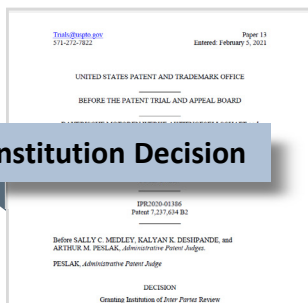 Trials@uspto.gov Paper 13
571-272-7822 Entered: February 5, 2021
UNITED STATES PATENT AND TRADEMARK OFFICE
BEFORE THE PATENT TRIAL AND APPEAL BOARD
nstitution Decision
IPR2020-01386
Patent 7,237,634 B2
Before SALLY C. MEDLEY, KALYAN K. DESHPANDE, and
ARTHUR M. PESLAK, Administrative Patent Judges.
PESLAK, Administrative Patent Judge
DECISION
Granting Institution of Inter Partes Review